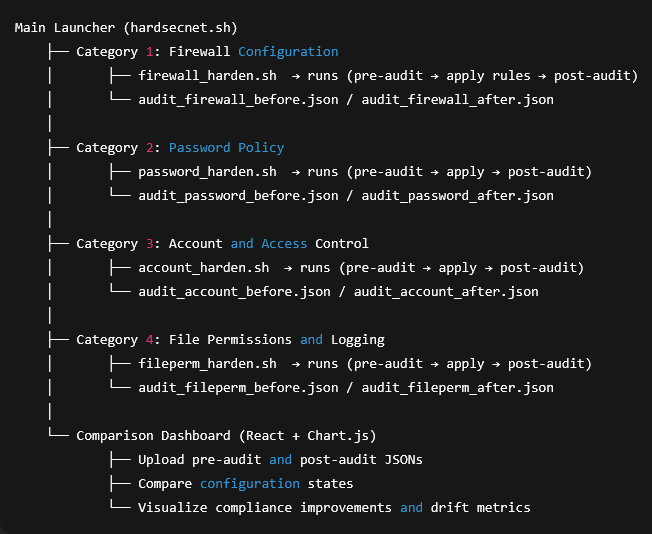 Main Launcher (hardsecnet.sh)
├── Category 1: Firewall Configuration
│       ├── firewall_harden.sh  → runs (pre-audit → apply rules → post-audit)
│       └── audit_firewall_before.json / audit_firewall_after.json
│
├── Category 2: Password Policy
│       ├── password_harden.sh  → runs (pre-audit → apply → post-audit)
│       └── audit_password_before.json / audit_password_after.json
│
├── Category 3: Account and Access Control
│       ├── account_harden.sh  → runs (pre-audit → apply → post-audit)
│       └── audit_account_before.json / audit_account_after.json
│
├── Category 4: File Permissions and Logging
│       ├── fileperm_harden.sh  → runs (pre-audit → apply → post-audit)
│       └── audit_fileperm_before.json / audit_fileperm_after.json
│
└── Comparison Dashboard (React + Chart.js)
        ├── Upload pre-audit and post-audit JSONs
        ├── Compare configuration states
        └── Visualize compliance improvements and drift metrics